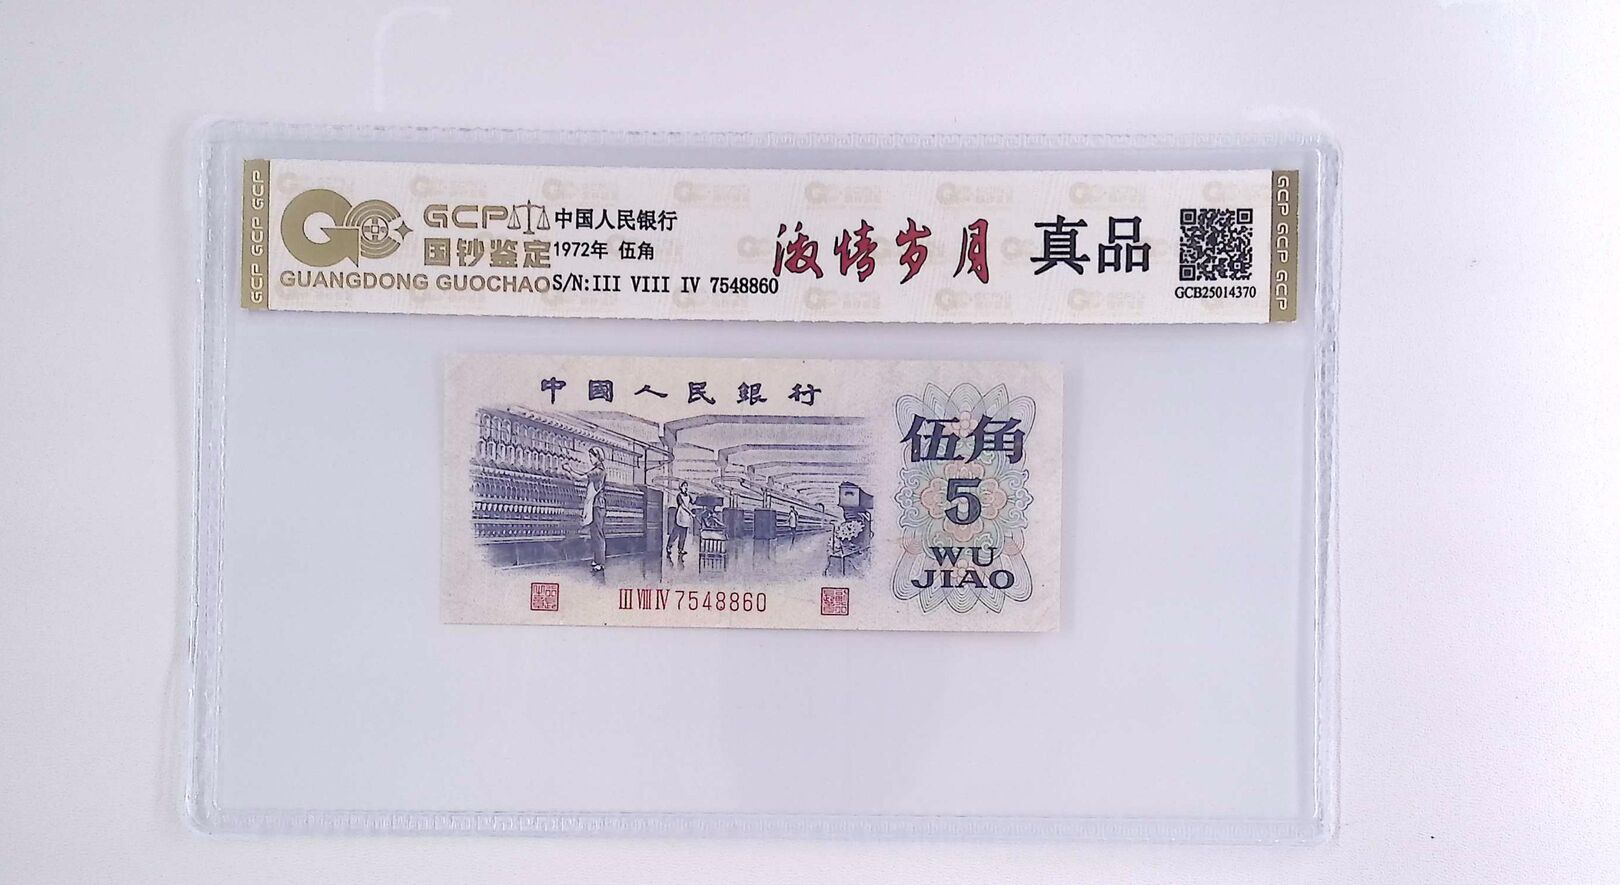 GCP GCP GCP
GCP
国钞鉴定
GUANGDONG GUOCHAO
中国人民银行
1972年 伍角
S/N:III VIII IV 7548860
激情岁月
真品
GCB25014370
GCP GCP GCP
中國人民銀行
伍角
5
WU
JIAO
III VIII IV 7548860